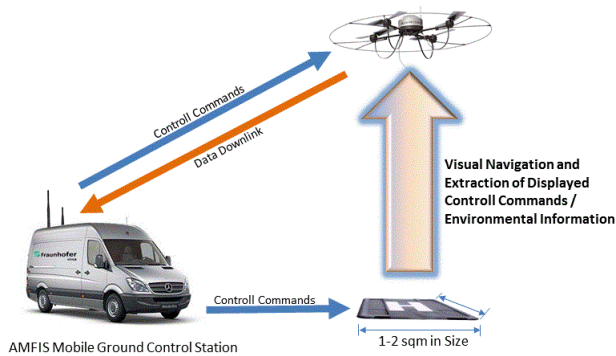 Controll Commands
Data Downlink
Visual Navigation and
Extraction of Displayed
Controll Commands /
Environmental Information
Fraunhofer
Controll Commands
H
1-2 sqm in Size
AMFIS Mobile Ground Control Station